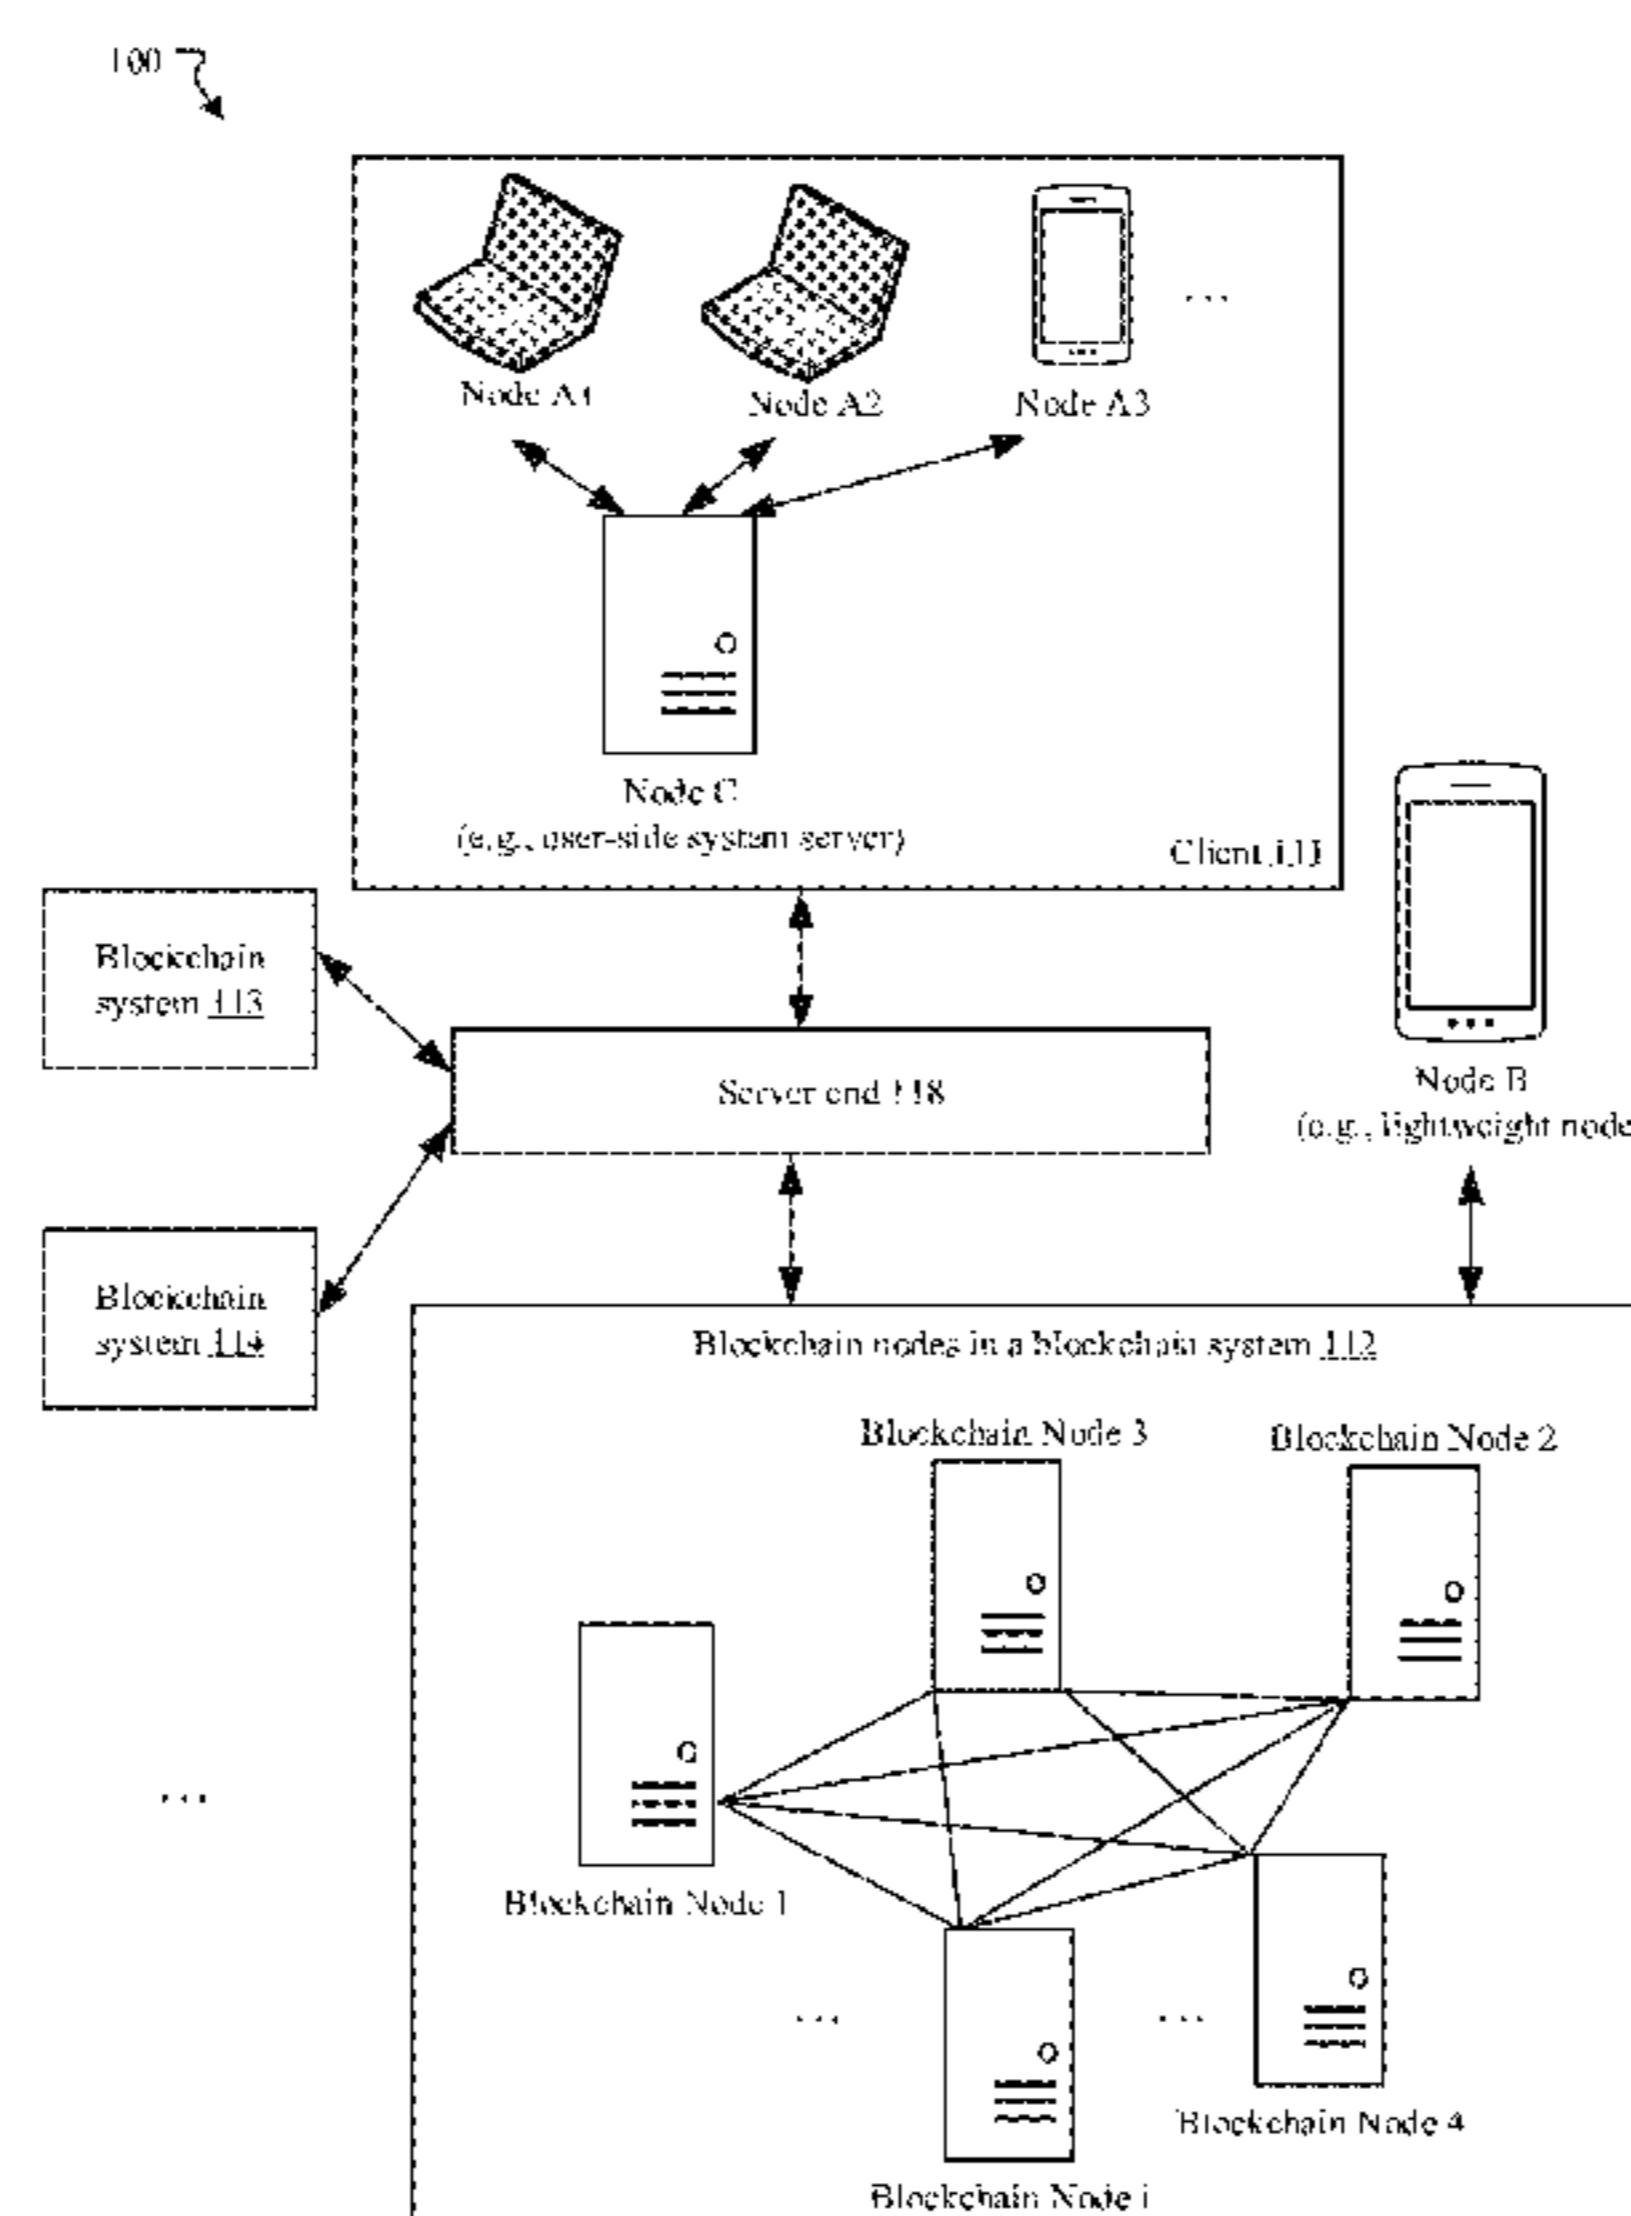 100
...
Node A1
Node A2
Node A3
Node C
(e.g., user-side system server)
Client 111
Blockchain
system 113
Server end 118
Node B
(e.g., lightweight node
Blockchain
system 114
Blockchain nodes in a blockchain system 112
Blockchain Node 3
Blockchain Node 2
...
Blockchain Node 1
...
...
Blockchain Node 4
Blockchain Node i